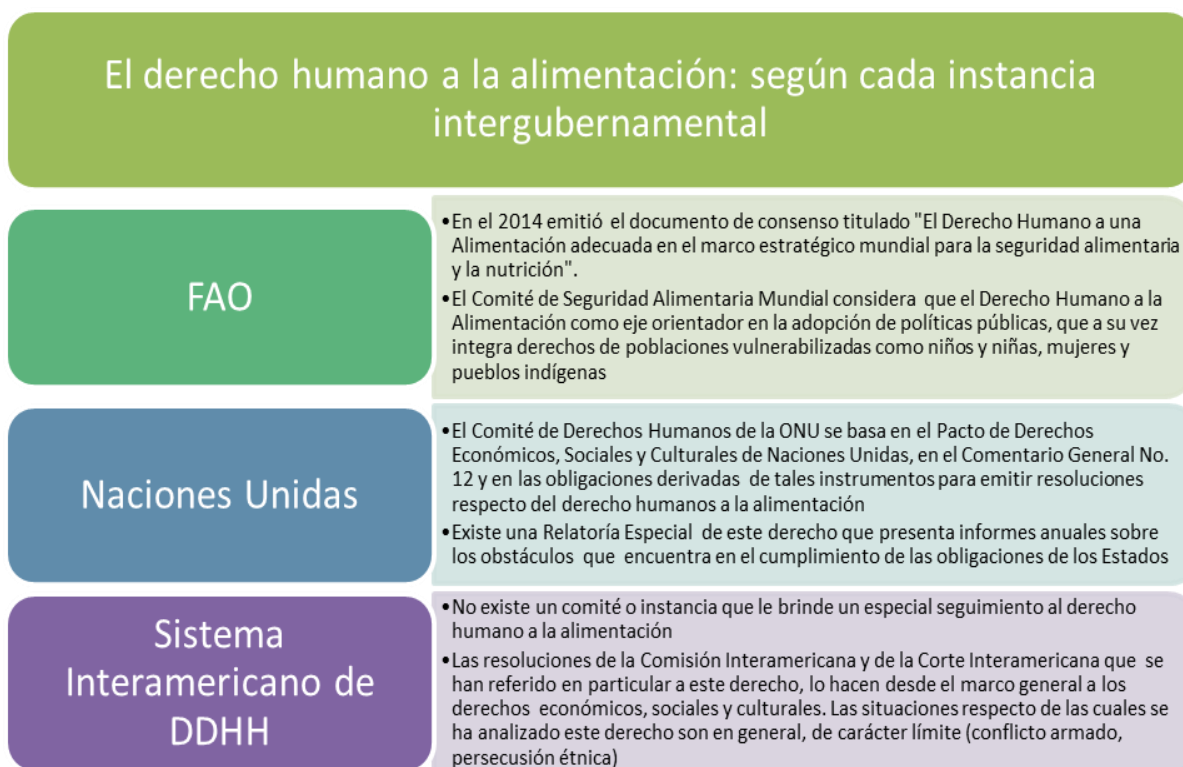 El derecho humano a la alimentación: según cada instancia
intergubernamental
FAO
•En el 2014 emitió el documento de consenso titulado "El Derecho Humano a una
Alimentación adecuada en el marco estratégico mundial para la seguridad alimentaria
y la nutrición".
•El Comité de Seguridad Alimentaria Mundial considera que el Derecho Humano a la
Alimentación como eje orientador en la adopción de políticas públicas, que a su vez
integra derechos de poblaciones vulnerabilizadas como niños y niñas, mujeres y
pueblos indígenas
Naciones Unidas
•El Comité de Derechos Humanos de la ONU se basa en el Pacto de Derechos
Económicos, Sociales y Culturales de Naciones Unidas, en el Comentario General No.
12 y en las obligaciones derivadas de tales instrumentos para emitir resoluciones
respecto del derecho humanos a la alimentación
•Existe una Relatoría Especial de este derecho que presenta informes anuales sobre
los obstáculos que encuentra en el cumplimiento de las obligaciones de los Estados
Sistema
Interamericano de
DDHH
•No existe un comité o instancia que le brinde un especial seguimiento al derecho
humano a la alimentación
•Las resoluciones de la Comisión Interamericana y de la Corte Interamericana que se
han referido en particular a este derecho, lo hacen desde el marco general a los
derechos económicos, sociales y culturales. Las situaciones respecto de las cuales se
ha analizado este derecho son en general, de carácter límite (conflicto armado,
persecusión étnica)